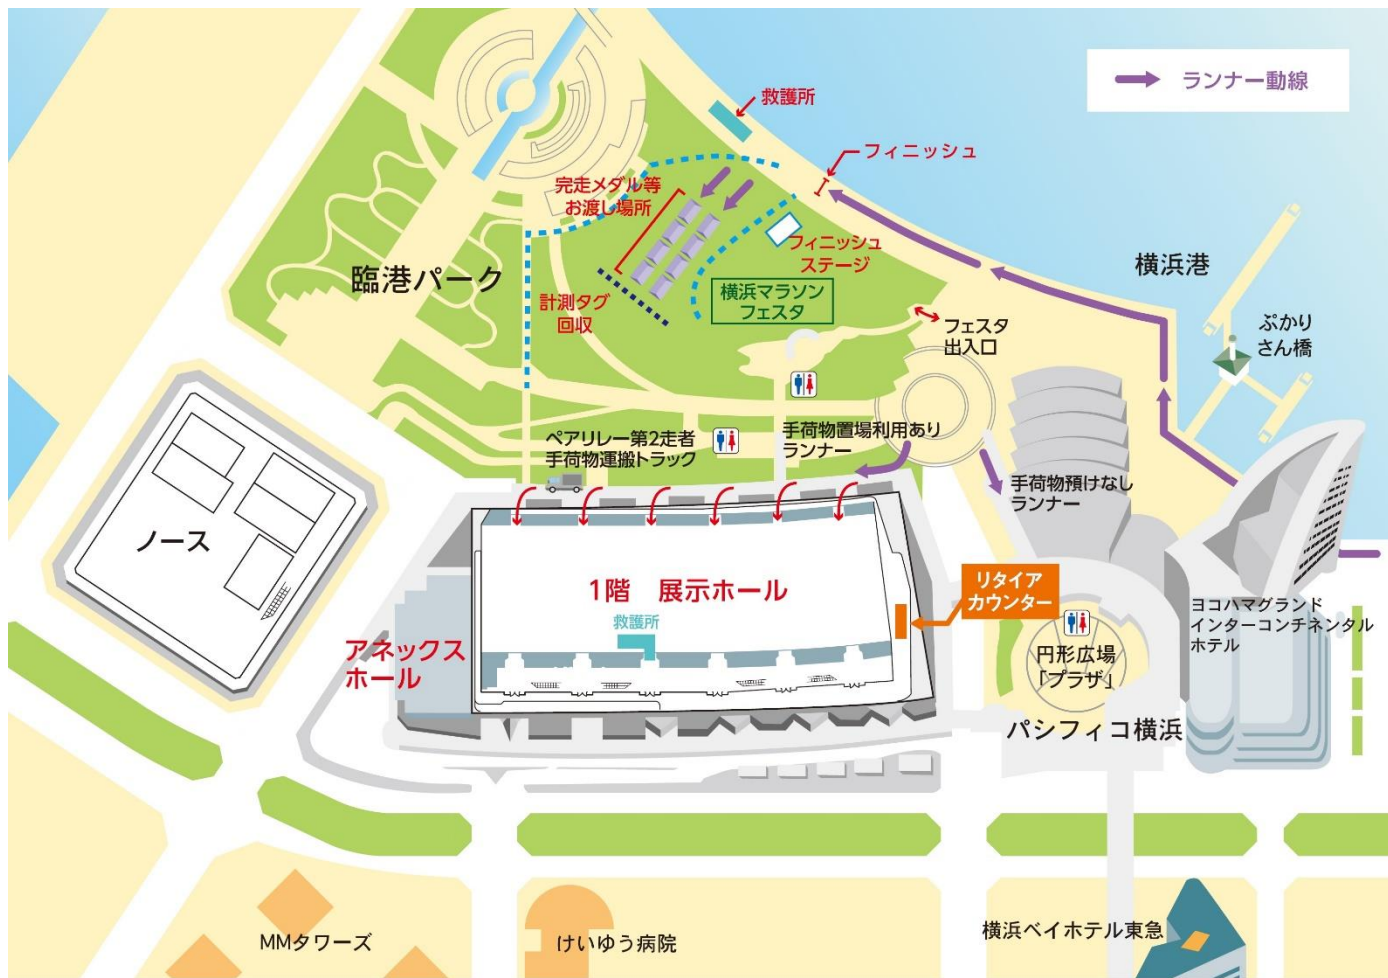 ランナー動線
救護所
フィニッシュ
完走メダル等
お渡し場所
フィニッシュ
ステージ
横浜港
臨港パーク
計測タグ
回収
横浜マラソン
フェスタ
フェスタ
出入口
ぷかり
さん橋
ペアリレー第2走者
手荷物運搬トラック
手荷物置場利用あり
ランナー
手荷物預けなし
ランナー
ノース
1階 展示ホール
救護所
リタイア
カウンター
アネックス
ホール
ヨコハマグランド
インターコンチネンタル
ホテル
円形広場
「プラザ」
パシフィコ横浜
MMタワーズ
けいゆう病院
横浜ベイホテル東急